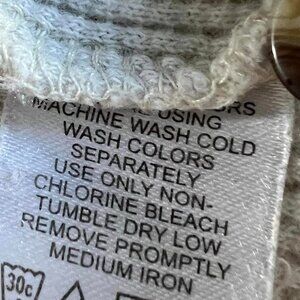 USING
MACHINE WASH COLD
WASH COLORS
SEPARATELY
USE ONLY NON-
CHLORINE BLEACH
TUMBLE DRY LOW
REMOVE PROMPTLY
MEDIUM IRON
30c